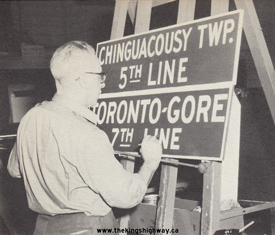 CHINGUACOUSY TWP.
5TH LINE
TORONTO-GORE
7TH LINE
www.thekingshighway.ca